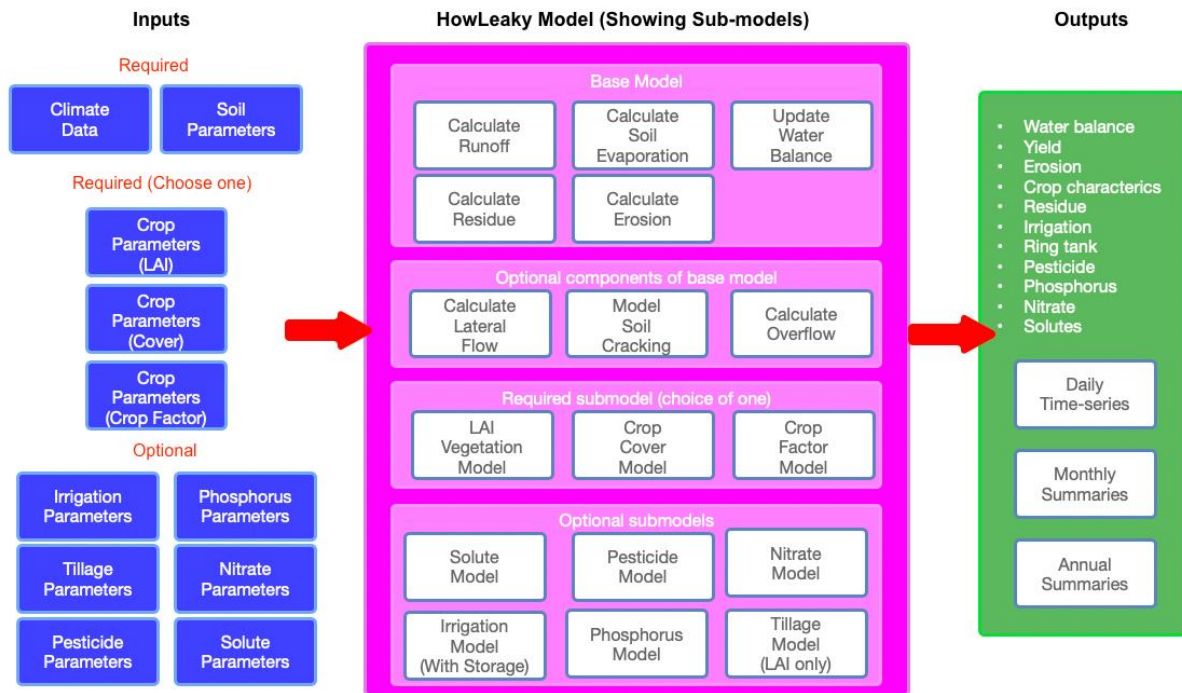 Inputs
Required
Climate
Data
Soil
Parameters
Required (Choose one)
Crop
Parameters
(LAI)
Crop
Parameters
(Cover)
Crop
Parameters
(Crop Factor)
Optional
Irrigation
Parameters
Phosphorus
Parameters
Tillage
Parameters
Nitrate
Parameters
Pesticide
Parameters
Solute
Parameters
HowLeaky Model (Showing Sub-models)
Base Model
Calculate
Runoff
Calculate
Soil
Evaporation
Update
Water
Balance
Calculate
Residue
Calculate
Erosion
Optional components of base model
Calculate
Lateral
Flow
Model
Soil
Cracking
Calculate
Overflow
Required submodel (choice of one)
LAI
Vegetation
Model
Crop
Cover
Model
Crop
Factor
Model
Optional submodels
Solute
Model
Pesticide
Model
Nitrate
Model
Irrigation
Model
(With Storage)
Phosphorus
Model
Tillage
Model
(LAI only)
Outputs
• Water balance
• Yield
• Erosion
• Crop characterics
• Residue
• Irrigation
• Ring tank
• Pesticide
• Phosphorus
• Nitrate
• Solutes
Daily
Time-series
Monthly
Summaries
Annual
Summaries